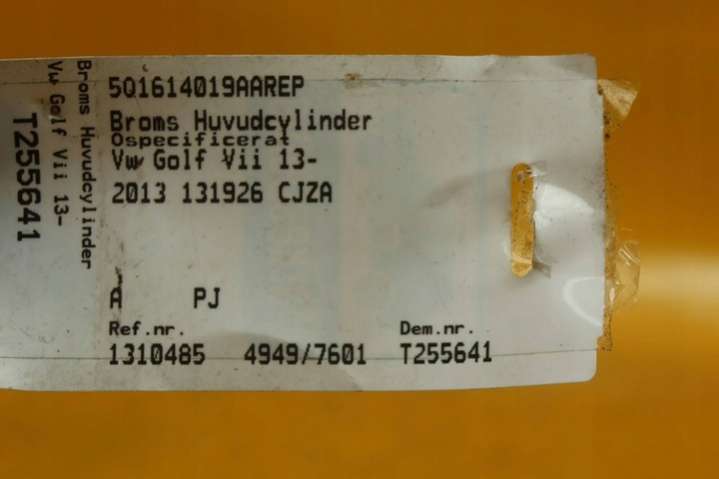 5Q1614019AAREP
Broms Huvudcylinder
Ospecificerat
Vw Golf Vii 13-
2013 131926 CJZA
A PJ
Ref.nr. Dem.nr.
1310485 4949/7601 T255641
Broms Huvudcylinder
Vw Golf Vii 13-
T255641